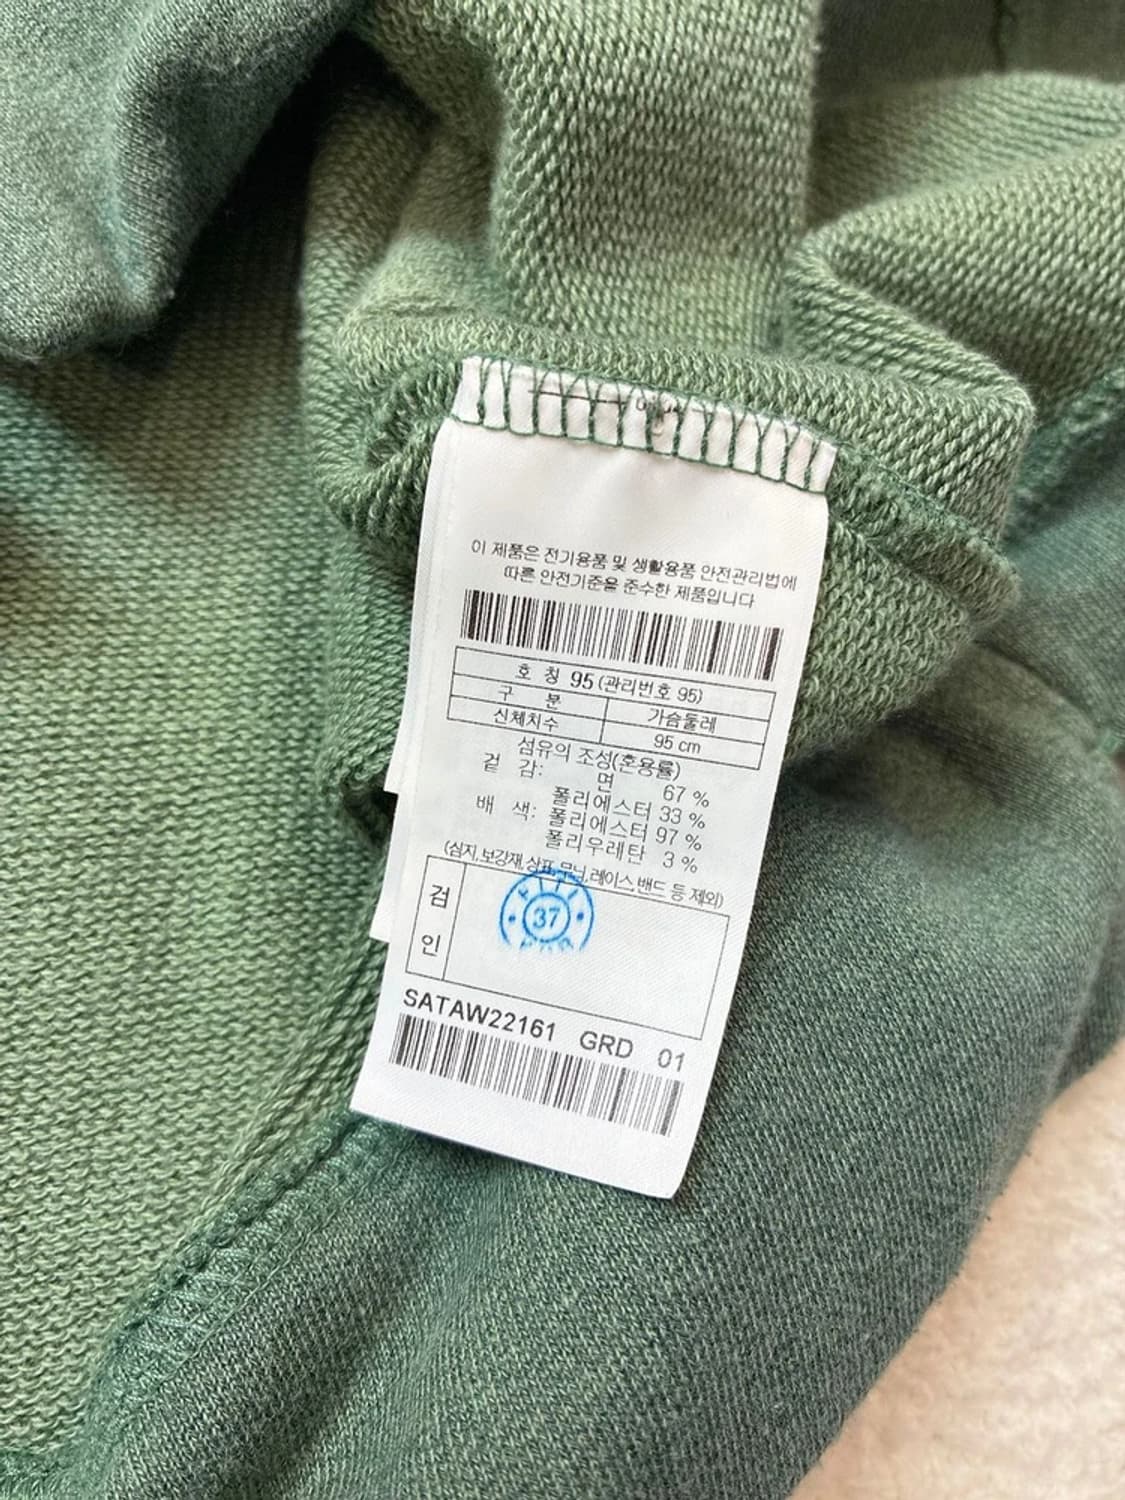 이 제품은 전기용품 및 생활용품 안전관리법에
따른 안전기준을 준수한 제품입니다
호 칭 95 (관리번호 95)
구 분 가슴둘레
신체치수 95 cm
섬유의 조성(혼용률)
겉 감: 면 67 %
폴리에스터 33 %
배 색: 폴리에스터 97 %
폴리우레탄 3 %
(심지,보강재,상표,무늬,레이스,밴드 등 제외)
검
인
37
SATAW22161 GRD 01